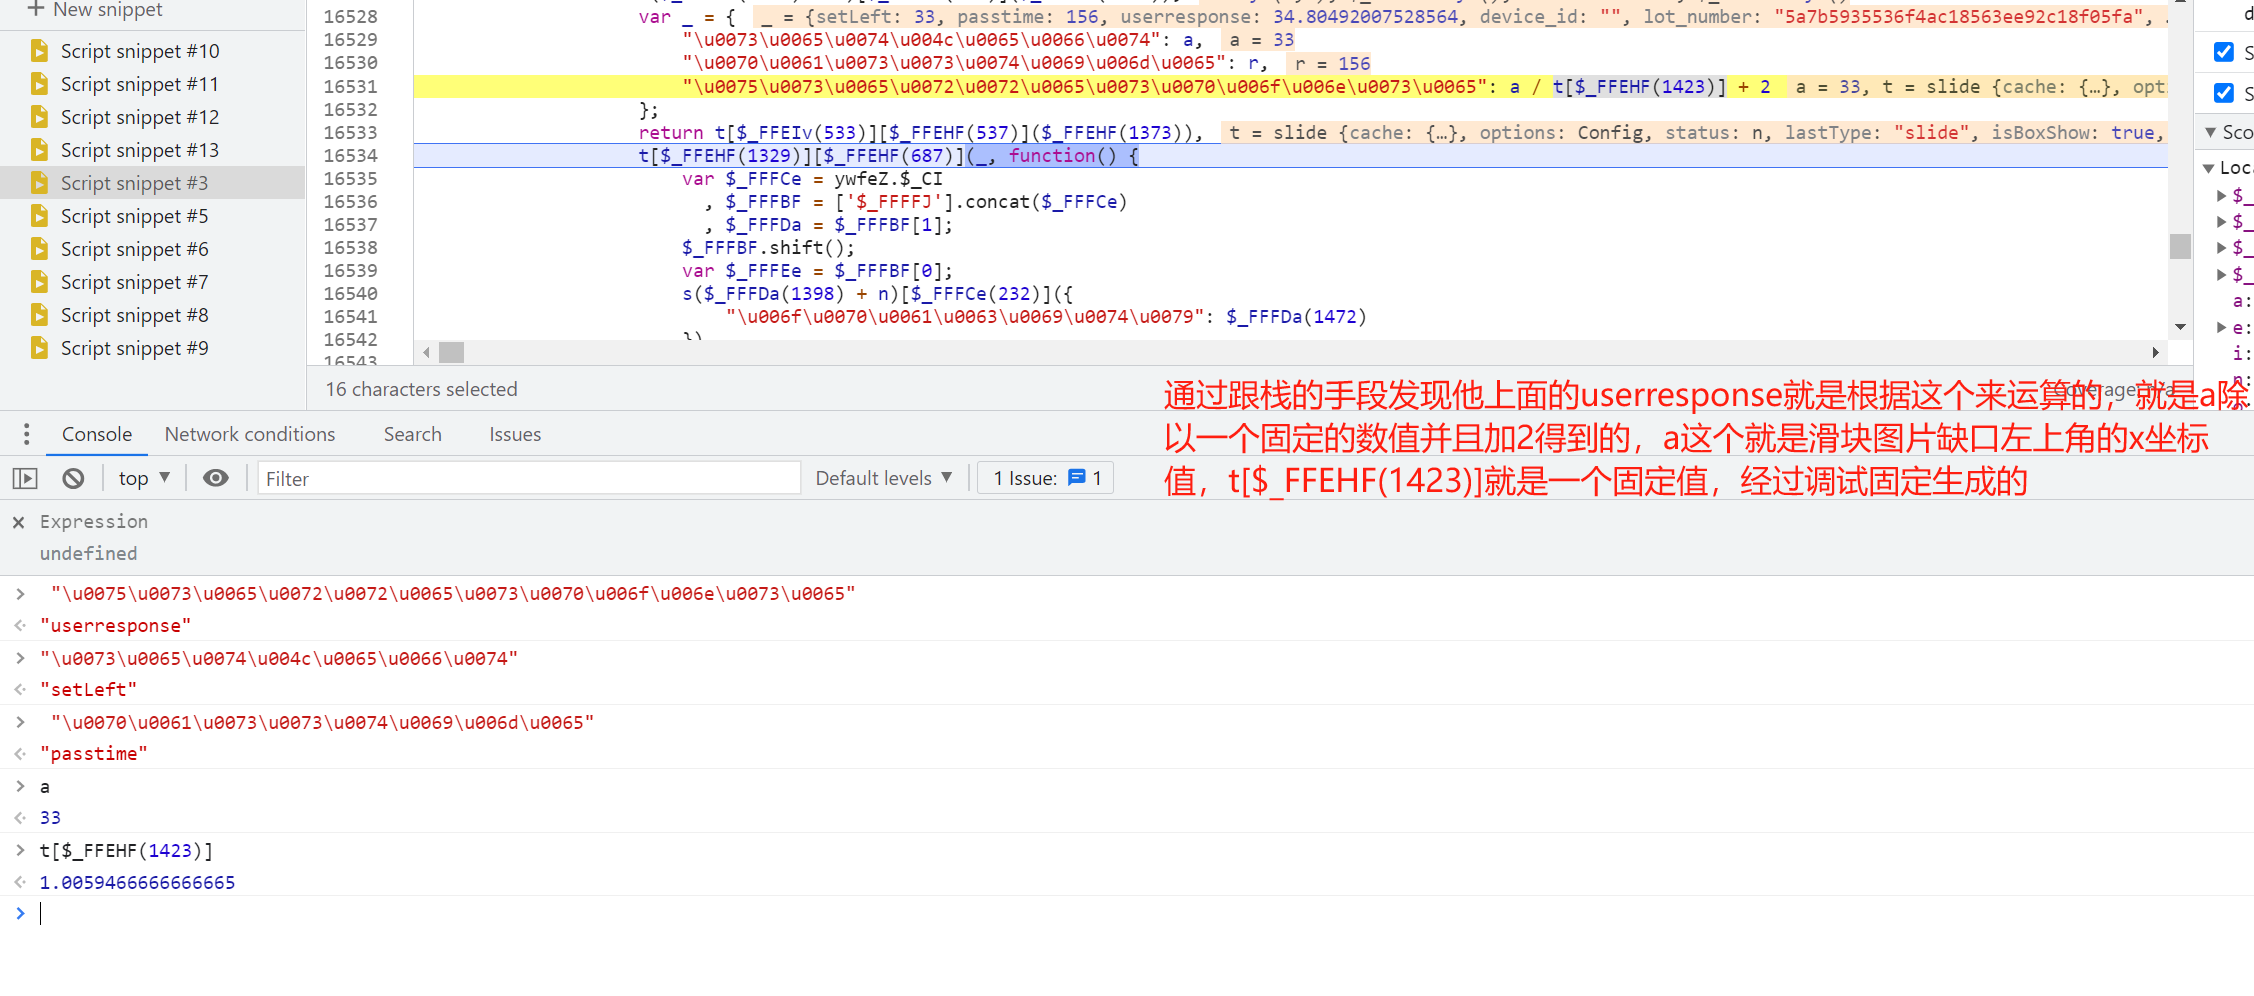 New snippet
Script snippet #10
Script snippet #11
Script snippet #12
Script snippet #13
Script snippet #3
Script snippet #5
Script snippet #6
Script snippet #7
Script snippet #8
Script snippet #9
16528 var _ = { _ = {setLeft: 33, passtime: 156, userresponse: 34.80492007528564, device_id: "", lot_number: "5a7b5935536f4ac18563ee92c18f05fa", .
16529 "\u0073\u0065\u0074\u004c\u0065\u0066\u0074": a, a = 33
16530 "\u0070\u0061\u0073\u0073\u0074\u0069\u006d\u0065": r, r = 156
16531 "\u0075\u0073\u0065\u0072\u0072\u0065\u0073\u0070\u006f\u006e\u0073\u0065": a / t[$_FFEHF(1423)] + 2 a = 33, t = slide {cache: {…}, opti
16532 };
16533 return t[$_FFEIv(533)][$_FFEHF(537)]($_FFEHF(1373)), t = slide {cache: {…}, options: Config, status: n, lastType: "slide", isBoxShow: true,
16534 t[$_FFEHF(1329)][$_FFEHF(687)](_, function() {
16535 var $_FFFCe = ywfeZ.$_CI
16536 , $_FFFBF = ['$_FFFFJ'].concat($_FFFCe)
16537 , $_FFFDa = $_FFFBF[1];
16538 $_FFFBF.shift();
16539 var $_FFFEe = $_FFFBF[0];
16540 s($_FFFDa(1398) + n)[$_FFFCe(232)]({
16541 "\u006f\u0070\u0061\u0063\u0069\u0074\u0079": $_FFFDa(1472)
16542 })
16543
16 characters selected
Coverage: n/a
通过跟栈的手段发现他上面的userresponse就是根据这个来运算的，就是a除
以一个固定的数值并且加2得到的，a这个就是滑块图片缺口左上角的x坐标
值，t[$_FFEHF(1423)]就是一个固定值，经过调试固定生成的
Sco
Loca
$_
$_
$_
$_
a:
e:
i:
n:
Console Network conditions Search Issues
top Filter Default levels 1 Issue: 1
Expression
undefined
"\u0075\u0073\u0065\u0072\u0072\u0065\u0073\u0070\u006f\u006e\u0073\u0065"
"userresponse"
"\u0073\u0065\u0074\u004c\u0065\u0066\u0074"
"setLeft"
"\u0070\u0061\u0073\u0073\u0074\u0069\u006d\u0065"
"passtime"
a
33
t[$_FFEHF(1423)]
1.0059466666666665